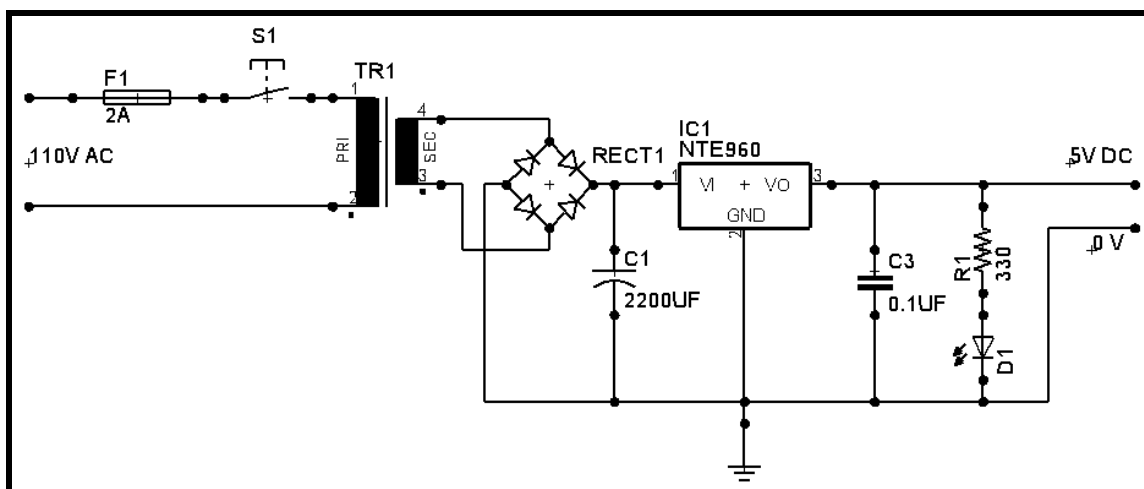 S1
F1
2A
TR1
1
2
PRI
SEC
4
3
110V AC
RECT1
C1
2200UF
IC1
NTE960
1
VI
VO
3
GND
2
C3
0.1UF
R1
330
D1
5V DC
0 V